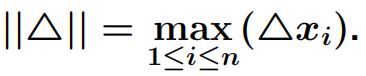 ||△|| = max_{1≤i≤n} (△x_i).